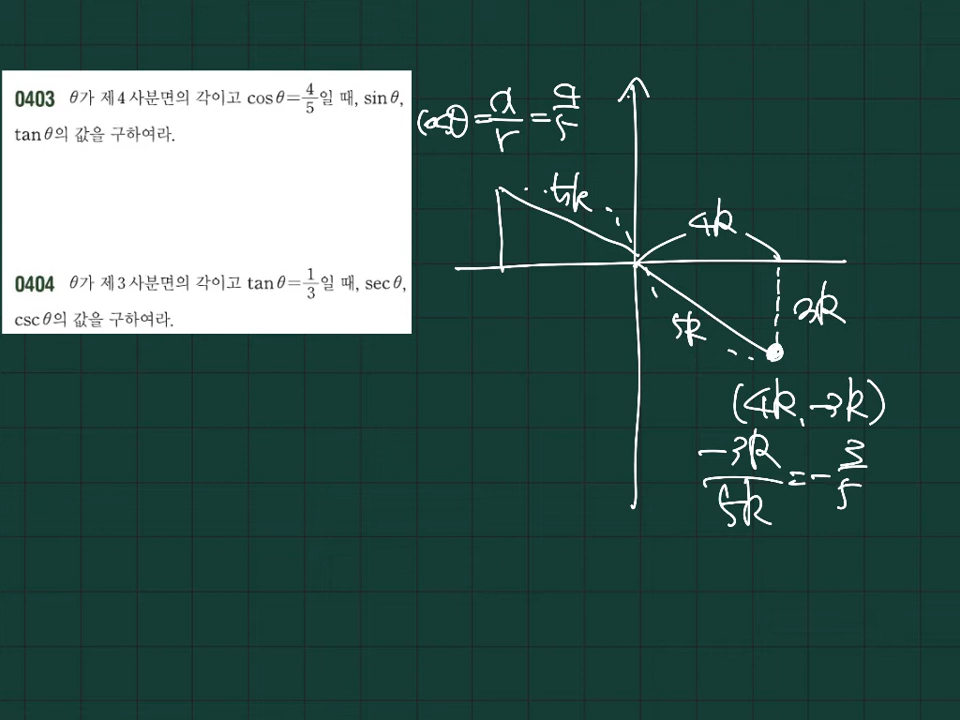 0403 θ가 제4사분면의 각이고 cosθ=4/5일 때, sinθ,
tanθ의 값을 구하여라.
0404 θ가 제3사분면의 각이고 tanθ=1/3일 때, secθ,
cscθ의 값을 구하여라.
cosθ = x/r = 4/5
5k
4k
3k
5k
(4k, -3k)
-3k/5k = -3/5